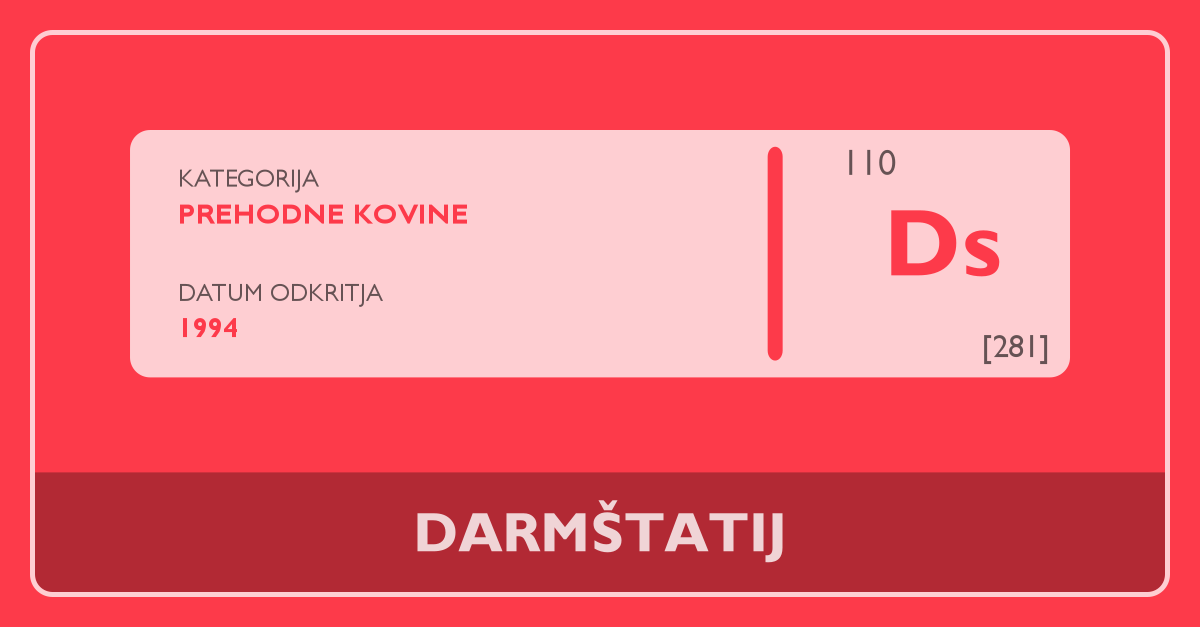 KATEGORIJA
PREHODNE KOVINE
DATUM ODKRITJA
1994
110
Ds
[281]
DARMŠTATIJ